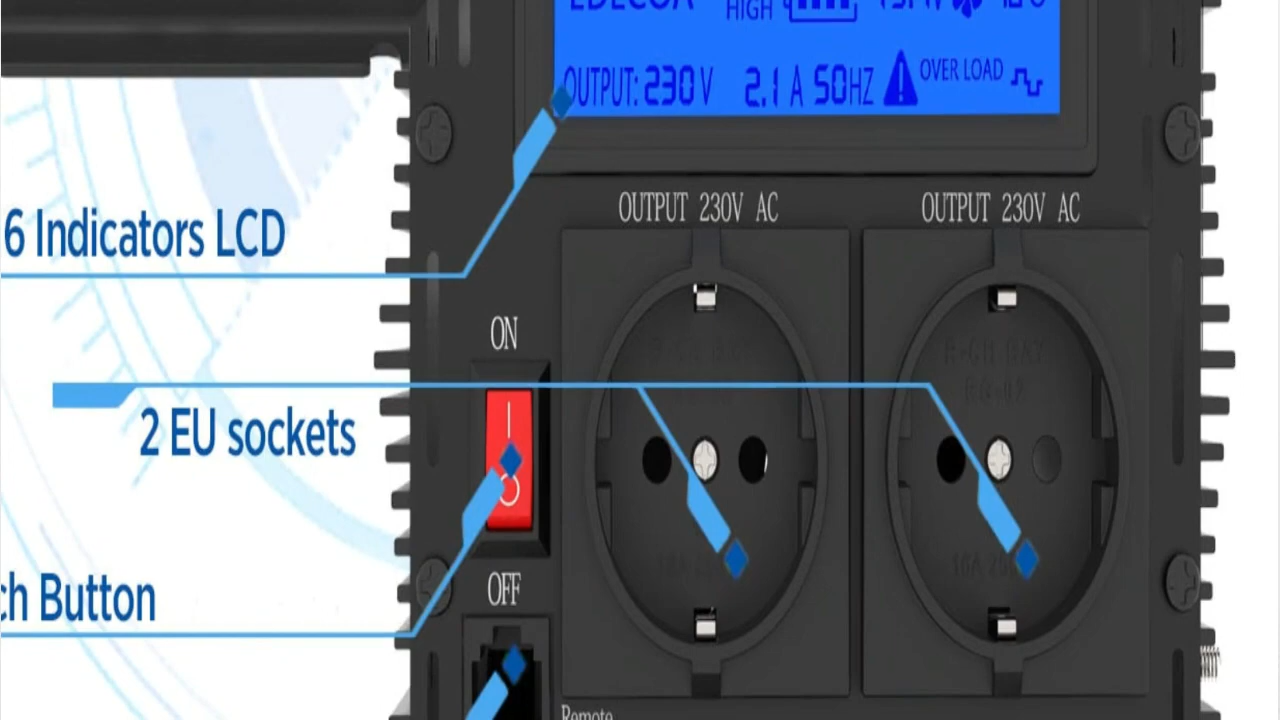 HIGH
OUTPUT: 230V 2.1 A 50HZ OVER LOAD
OUTPUT 230V AC OUTPUT 230V AC
6 Indicators LCD
ON
2 EU sockets
OFF
Button
Remote